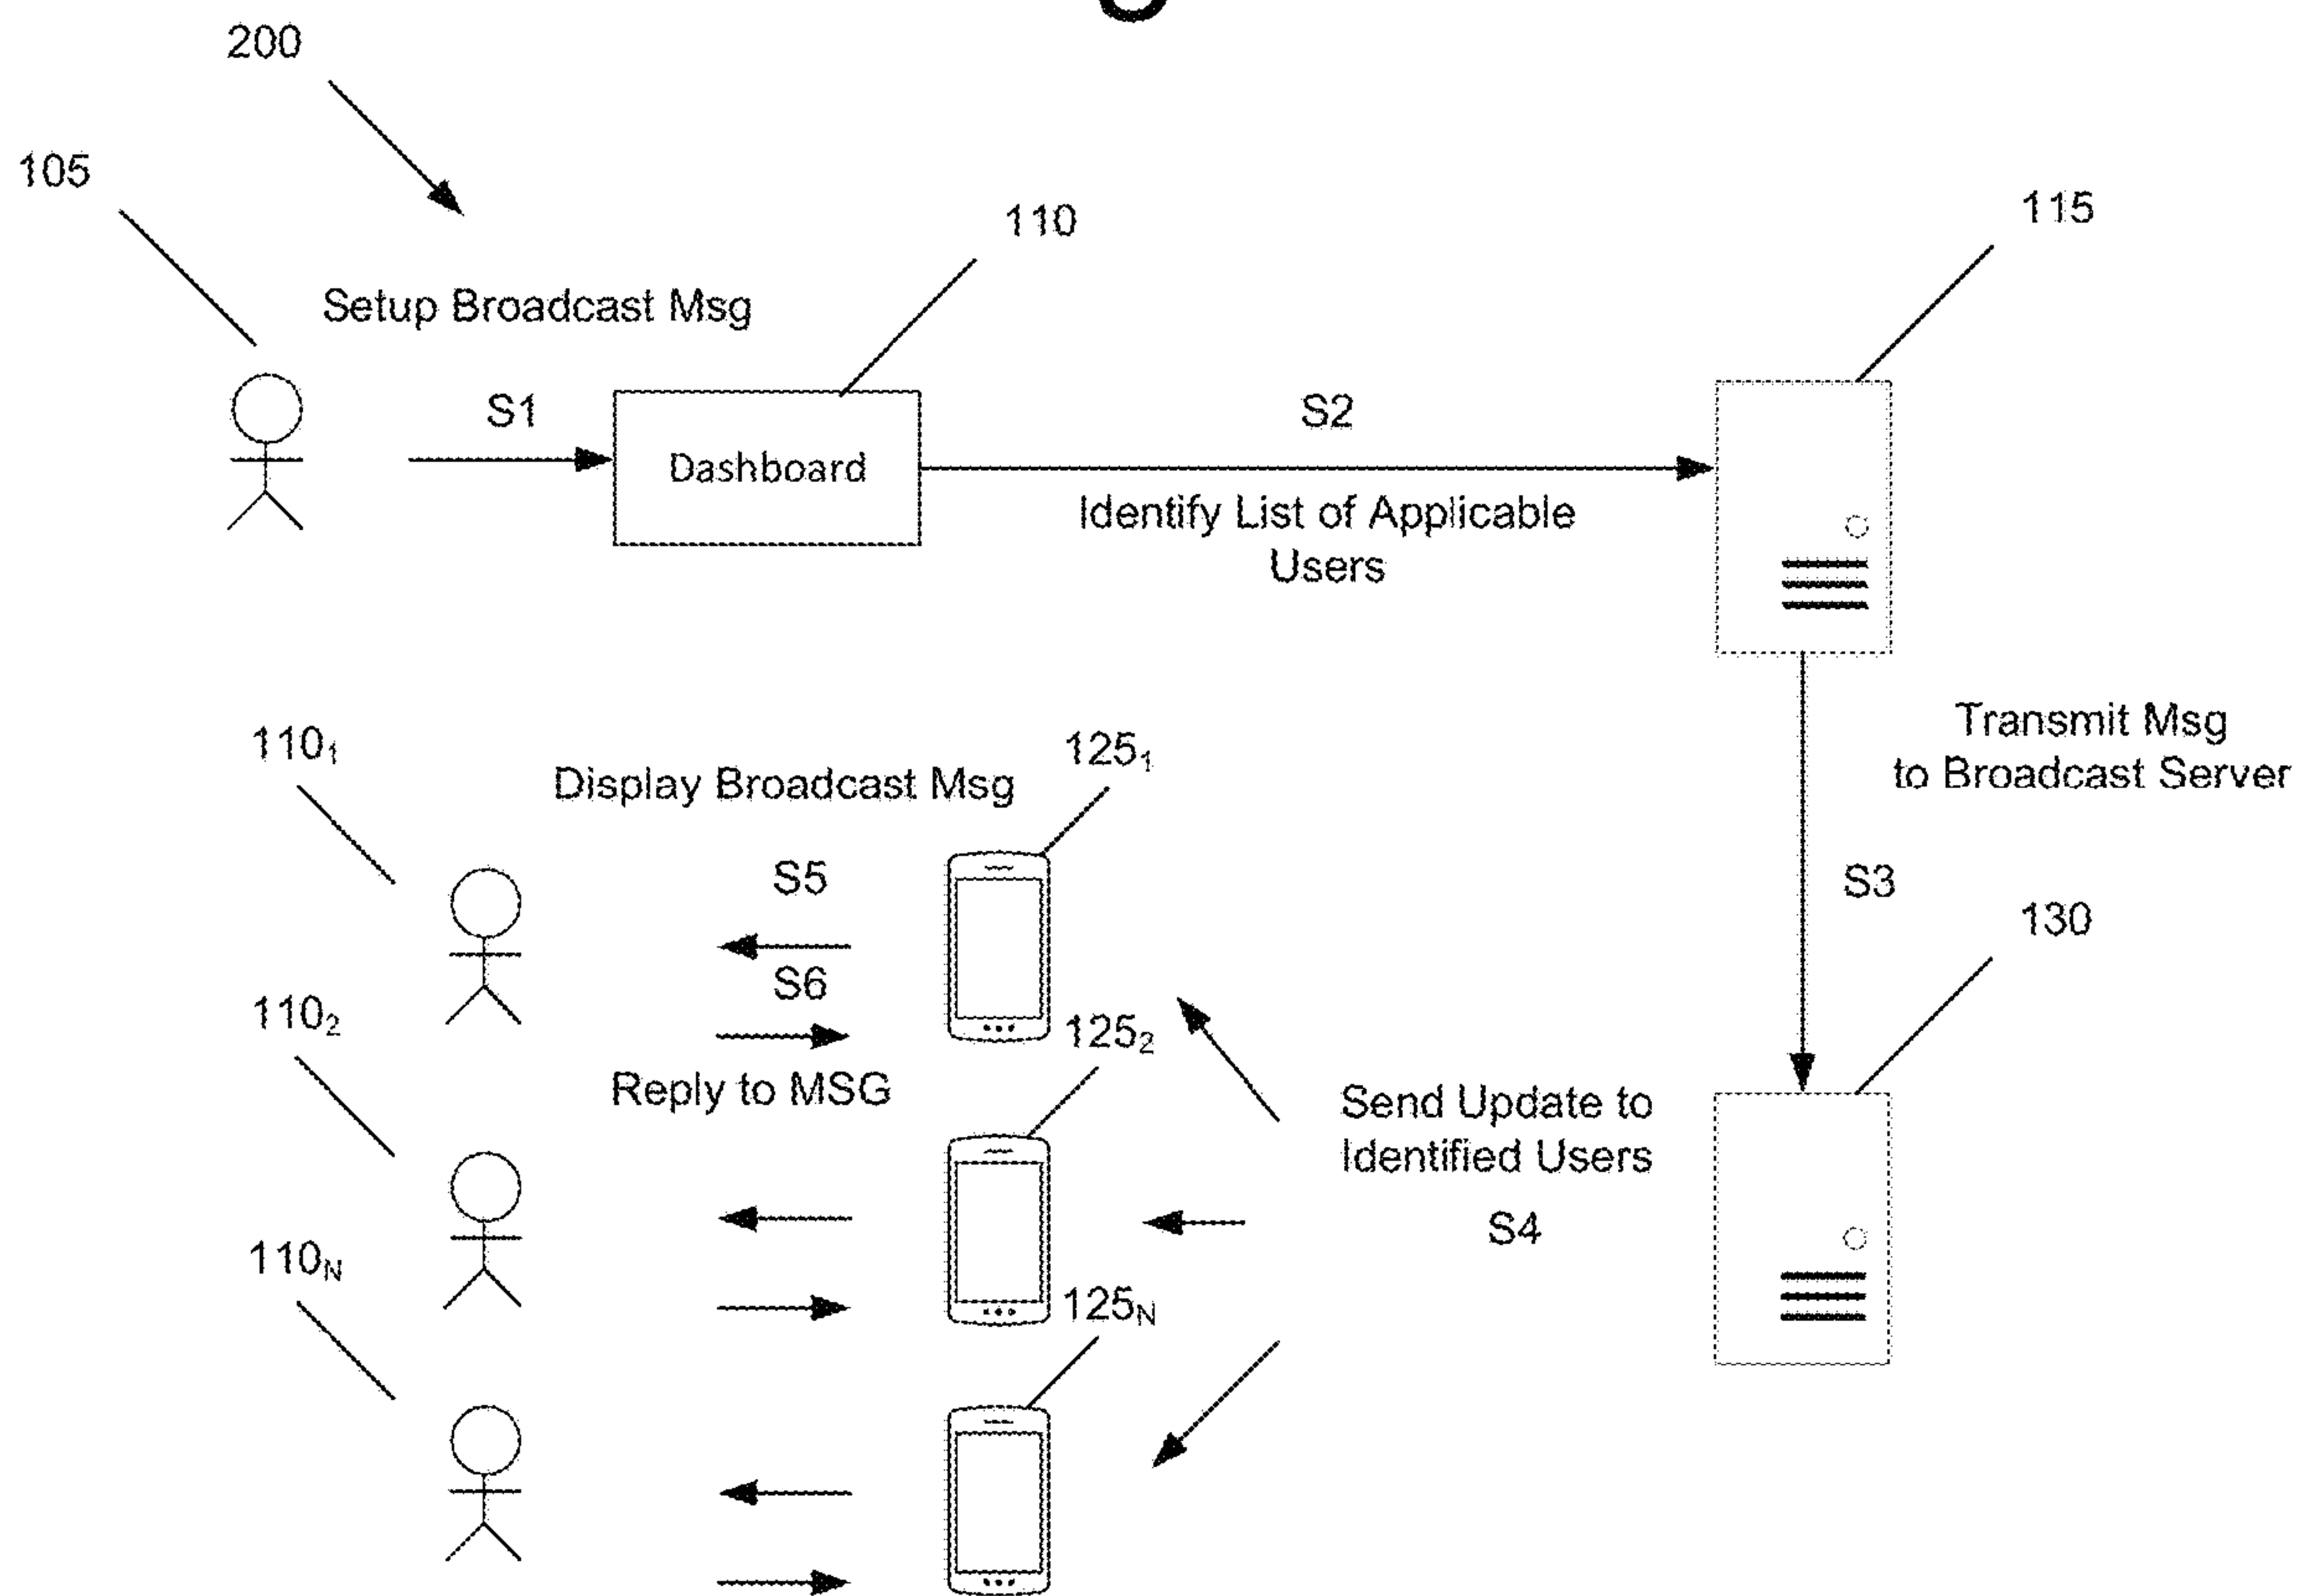 200
105
110
115
Setup Broadcast Msg
S1
S2
Dashboard
Identify List of Applicable
Users
Transmit Msg
to Broadcast Server
110₁
125₁
Display Broadcast Msg
S5
S3
130
S6
110₂
125₂
Reply to MSG
Send Update to
Identified Users
S4
110N
125N